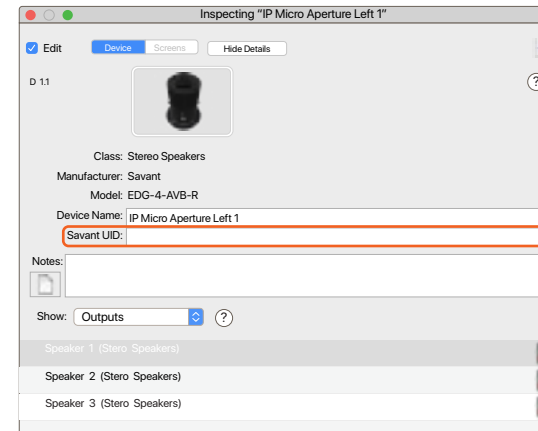 Inspecting “IP Micro Aperture Left 1”
Edit Device Screens Hide Details
D 1.1
?
Class: Stereo Speakers
Manufacturer: Savant
Model: EDG-4-AVB-R
Device Name: IP Micro Aperture Left 1
Savant UID:
Notes:
Show: Outputs ?
Speaker 1 (Stero Speakers)
Speaker 2 (Stero Speakers)
Speaker 3 (Stero Speakers)